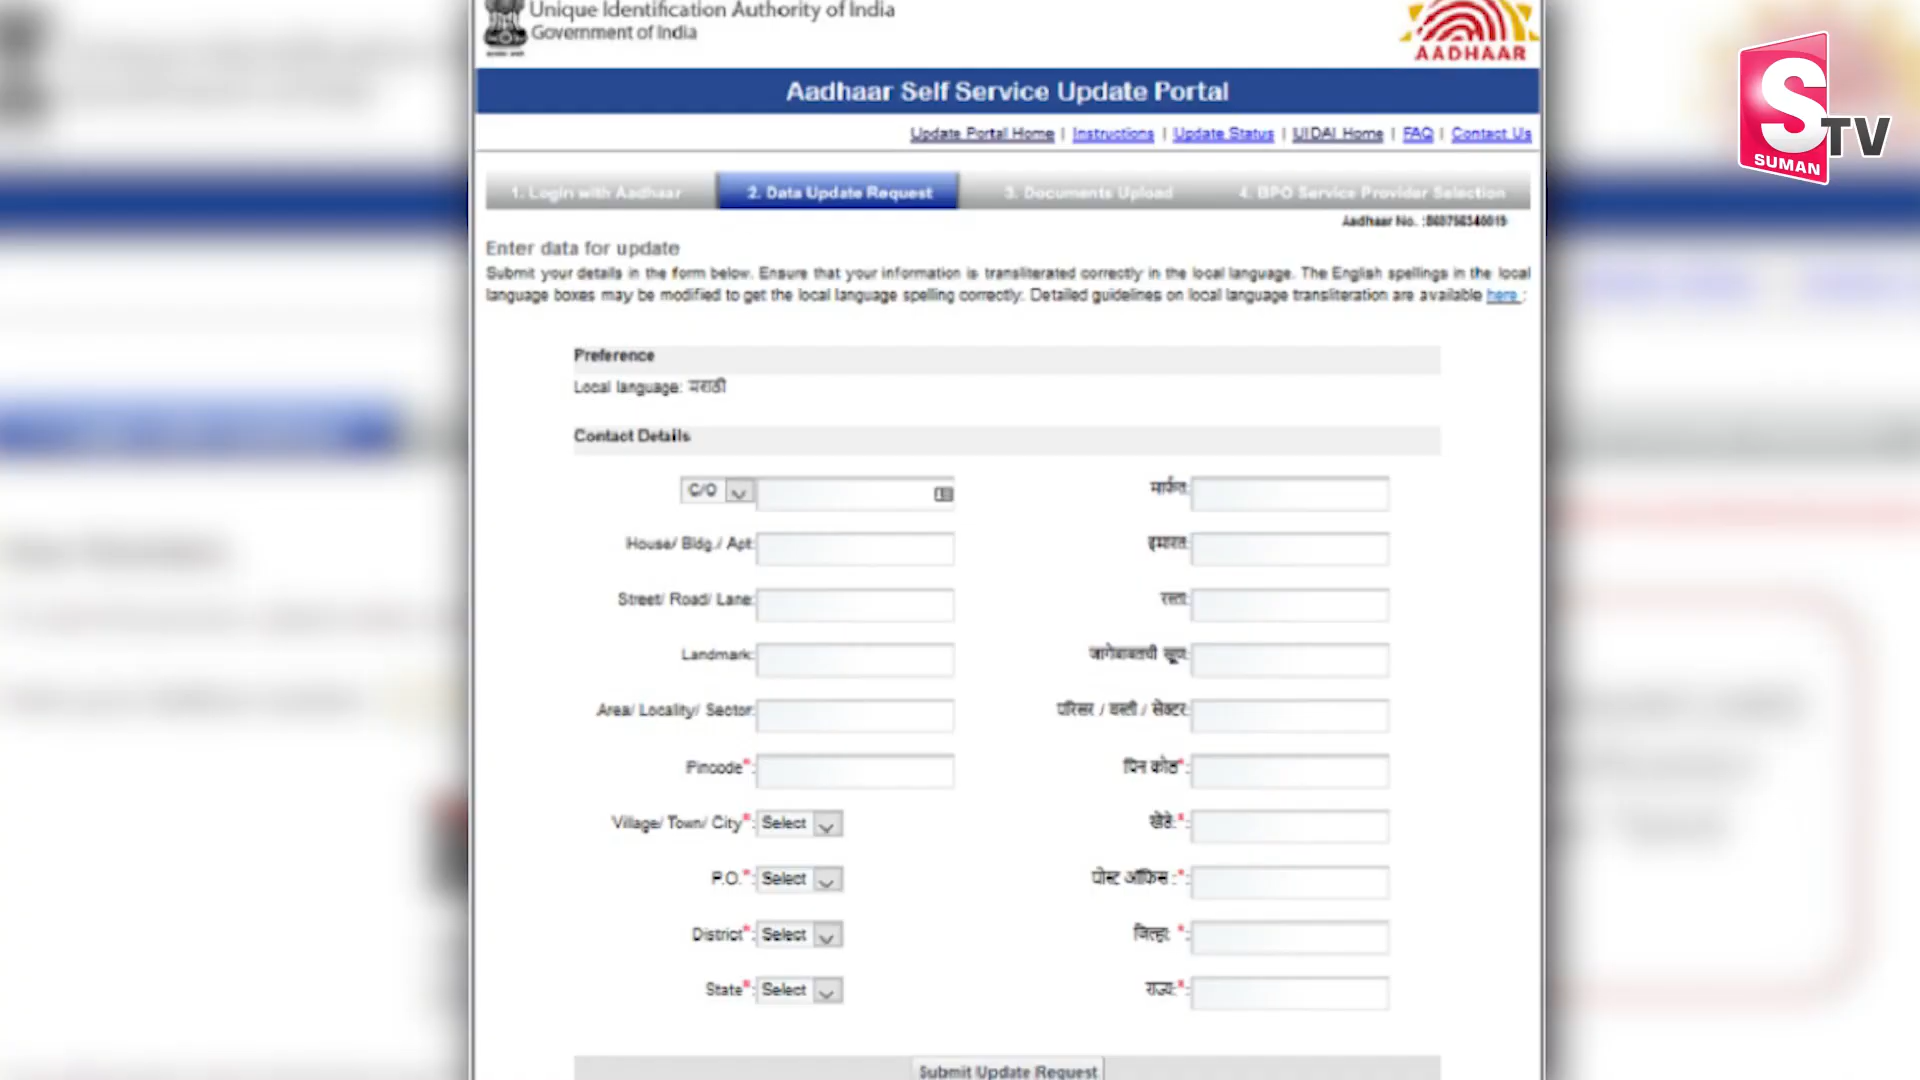 Unique Identification Authority of India
Government of India
AADHAAR
S TV
SUMAN
Aadhaar Self Service Update Portal
Update Portal Home | Instructions | Update Status | UIDAI Home | FAQ | Contact Us
1. Login with Aadhaar 2. Data Update Request 3. Documents Upload 4. BPO Service Provider Selection
Aadhaar No. :
Enter data for update
Submit your details in the form below. Ensure that your information is transliterated correctly in the local language. The English spellings in the local
language boxes may be modified to get the local language spelling correctly. Detailed guidelines on local language transliteration are available here :
Preference
Local language: मराठी
Contact Details
C/O मार्फत:
House/ Bldg./ Apt: इमारत:
Street/ Road/ Lane: रस्ता:
Landmark: जागेबाबतची खूण:
Area/ Locality/ Sector: परिसर / वस्ती / सेक्टर:
Pincode*: पिन कोड*:
Village/ Town/ City*: Select खेडे:*:
P.O.*: Select पोस्ट ऑफिस :*:
District*: Select जिल्हा: *:
State*: Select राज्य:*:
Submit Update Request